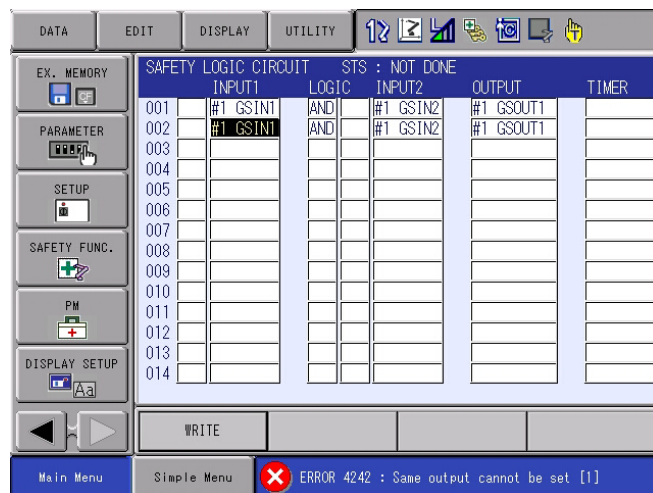 DATA EDIT DISPLAY UTILITY
EX. MEMORY
CF
PARAMETER
SETUP
SAFETY FUNC.
PM
DISPLAY SETUP
Aa
SAFETY LOGIC CIRCUIT STS : NOT DONE
INPUT1 LOGIC INPUT2 OUTPUT TIMER
001 #1 GSIN1 AND #1 GSIN2 #1 GSOUT1
002 #1 GSIN1 AND #1 GSIN2 #1 GSOUT1
003
004
005
006
007
008
009
010
011
012
013
014
WRITE
Main Menu Simple Menu ERROR 4242 : Same output cannot be set [1]